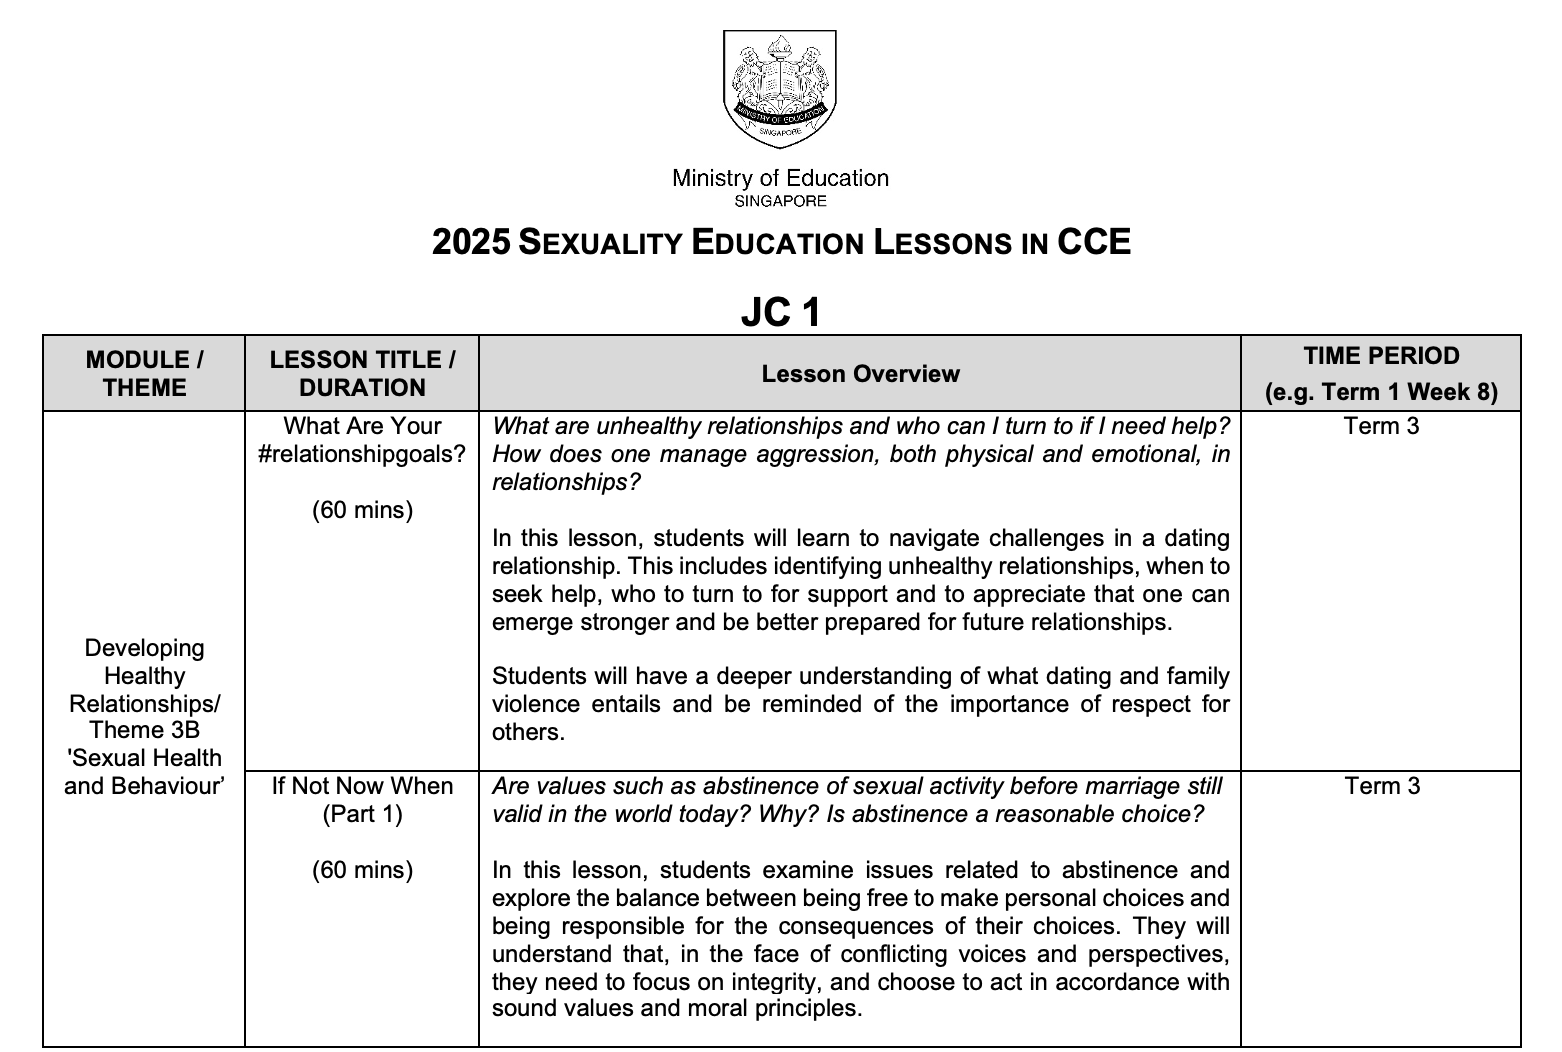 MINISTRY OF EDUCATION
SINGAPORE
Ministry of Education
SINGAPORE
2025 SEXUALITY EDUCATION LESSONS IN CCE
JC 1
MODULE /
THEME
LESSON TITLE /
DURATION
Lesson Overview
TIME PERIOD
(e.g. Term 1 Week 8)
Developing
Healthy
Relationships/
Theme 3B
'Sexual Health
and Behaviour’
What Are Your
#relationshipgoals?
(60 mins)
What are unhealthy relationships and who can I turn to if I need help?
How does one manage aggression, both physical and emotional, in
relationships?
In this lesson, students will learn to navigate challenges in a dating
relationship. This includes identifying unhealthy relationships, when to
seek help, who to turn to for support and to appreciate that one can
emerge stronger and be better prepared for future relationships.
Students will have a deeper understanding of what dating and family
violence entails and be reminded of the importance of respect for
others.
Term 3
If Not Now When
(Part 1)
(60 mins)
Are values such as abstinence of sexual activity before marriage still
valid in the world today? Why? Is abstinence a reasonable choice?
In this lesson, students examine issues related to abstinence and
explore the balance between being free to make personal choices and
being responsible for the consequences of their choices. They will
understand that, in the face of conflicting voices and perspectives,
they need to focus on integrity, and choose to act in accordance with
sound values and moral principles.
Term 3